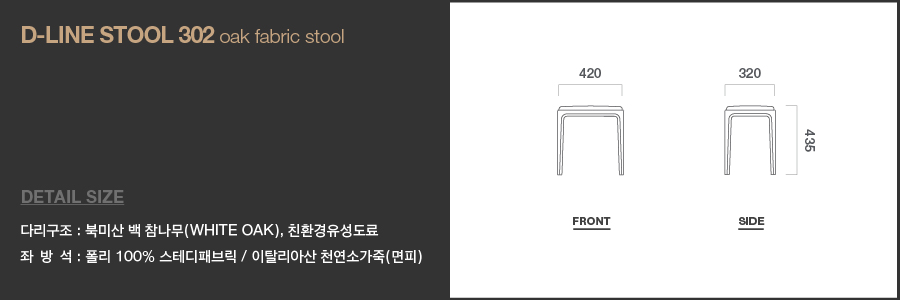 D-LINE STOOL 302 oak fabric stool
DETAIL SIZE
다리구조 : 북미산 백 참나무(WHITE OAK), 친환경유성도료
좌 방 석 : 폴리 100% 스테디패브릭 / 이탈리아산 천연소가죽(면피)
420
320
435
FRONT
SIDE